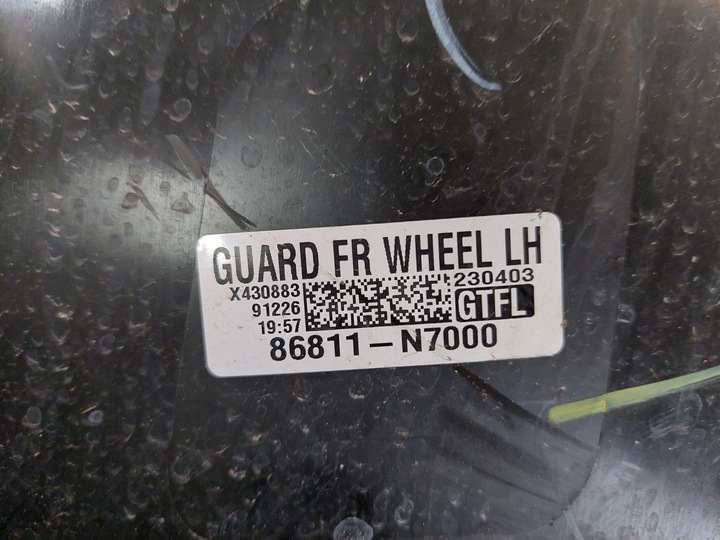 GUARD FR WHEEL LH
X430883 230403
91226 GTFL
19:57
86811-N7000